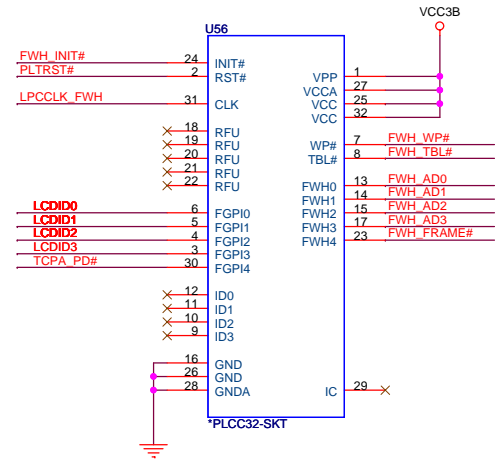 VCC3B
U56
FWH_INIT# 24 INIT#
PLTRST# 2 RST#
1 VPP
27 VCCA
LPCCLK_FWH 31 CLK
25 VCC
32 VCC
18 RFU
19 RFU
20 RFU
21 RFU
22 RFU
WP# 7 FWH_WP#
TBL# 8 FWH_TBL#
FWH0 13 FWH_AD0
FWH1 14 FWH_AD1
FWH2 15 FWH_AD2
FWH3 17 FWH_AD3
FWH4 23 FWH_FRAME#
LCDID0 6 FGPI0
LCDID1 5 FGPI1
LCDID2 4 FGPI2
LCDID3 3 FGPI3
TCPA_PD# 30 FGPI4
12 ID0
11 ID1
10 ID2
9 ID3
16 GND
26 GND
28 GNDA
IC 29
*PLCC32-SKT